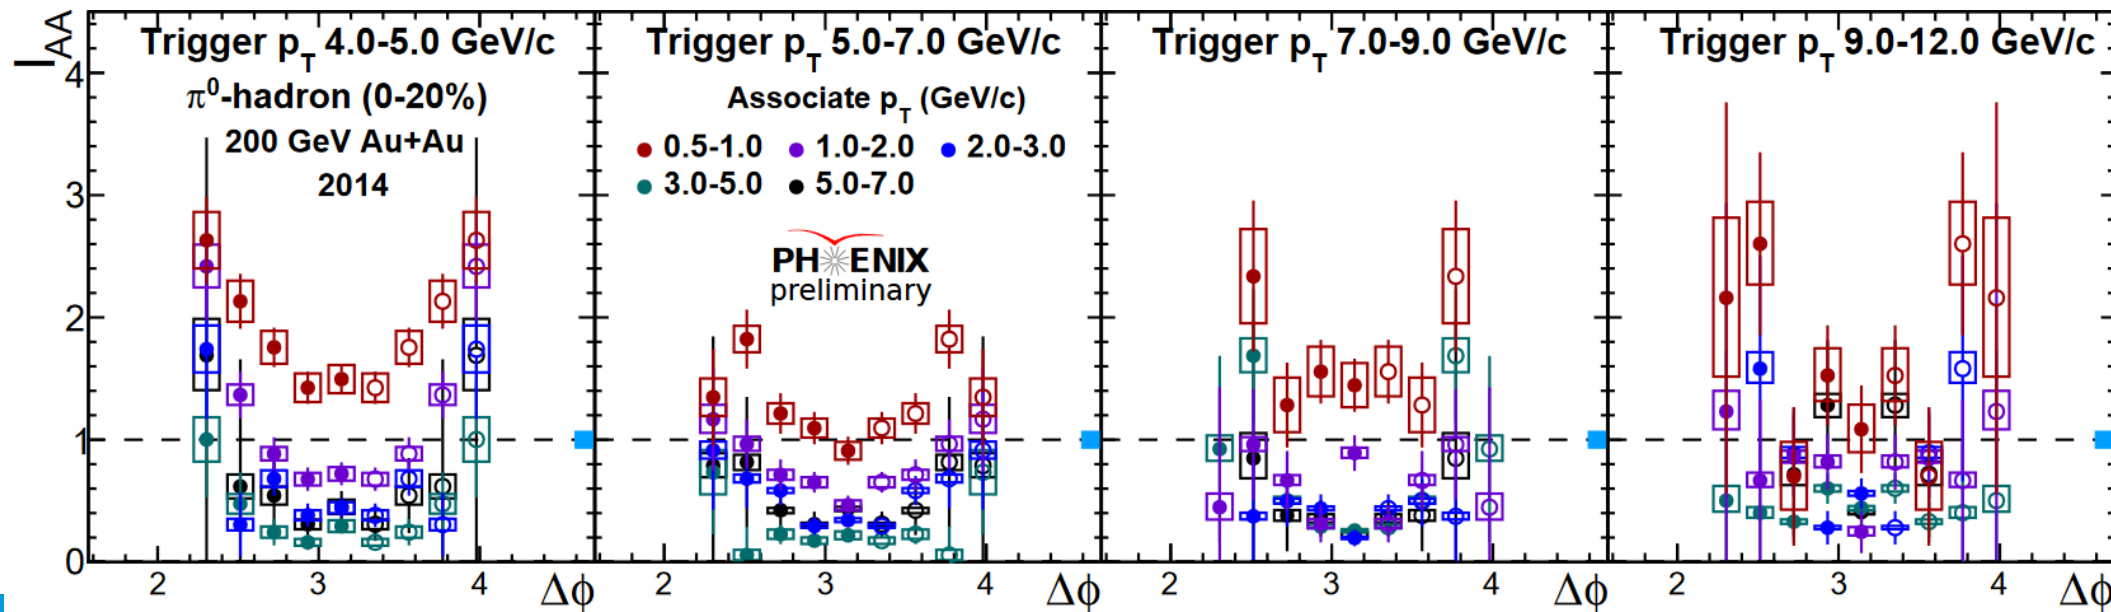 I_AA
Trigger p_T 4.0-5.0 GeV/c
π⁰-hadron (0-20%)
200 GeV Au+Au
2014
4
3
2
1
0
2 3 4 Δϕ
Trigger p_T 5.0-7.0 GeV/c
Associate p_T (GeV/c)
0.5-1.0 1.0-2.0 2.0-3.0
3.0-5.0 5.0-7.0
PHENIX
preliminary
2 3 4 Δϕ
Trigger p_T 7.0-9.0 GeV/c
2 3 4 Δϕ
Trigger p_T 9.0-12.0 GeV/c
2 3 4 Δϕ